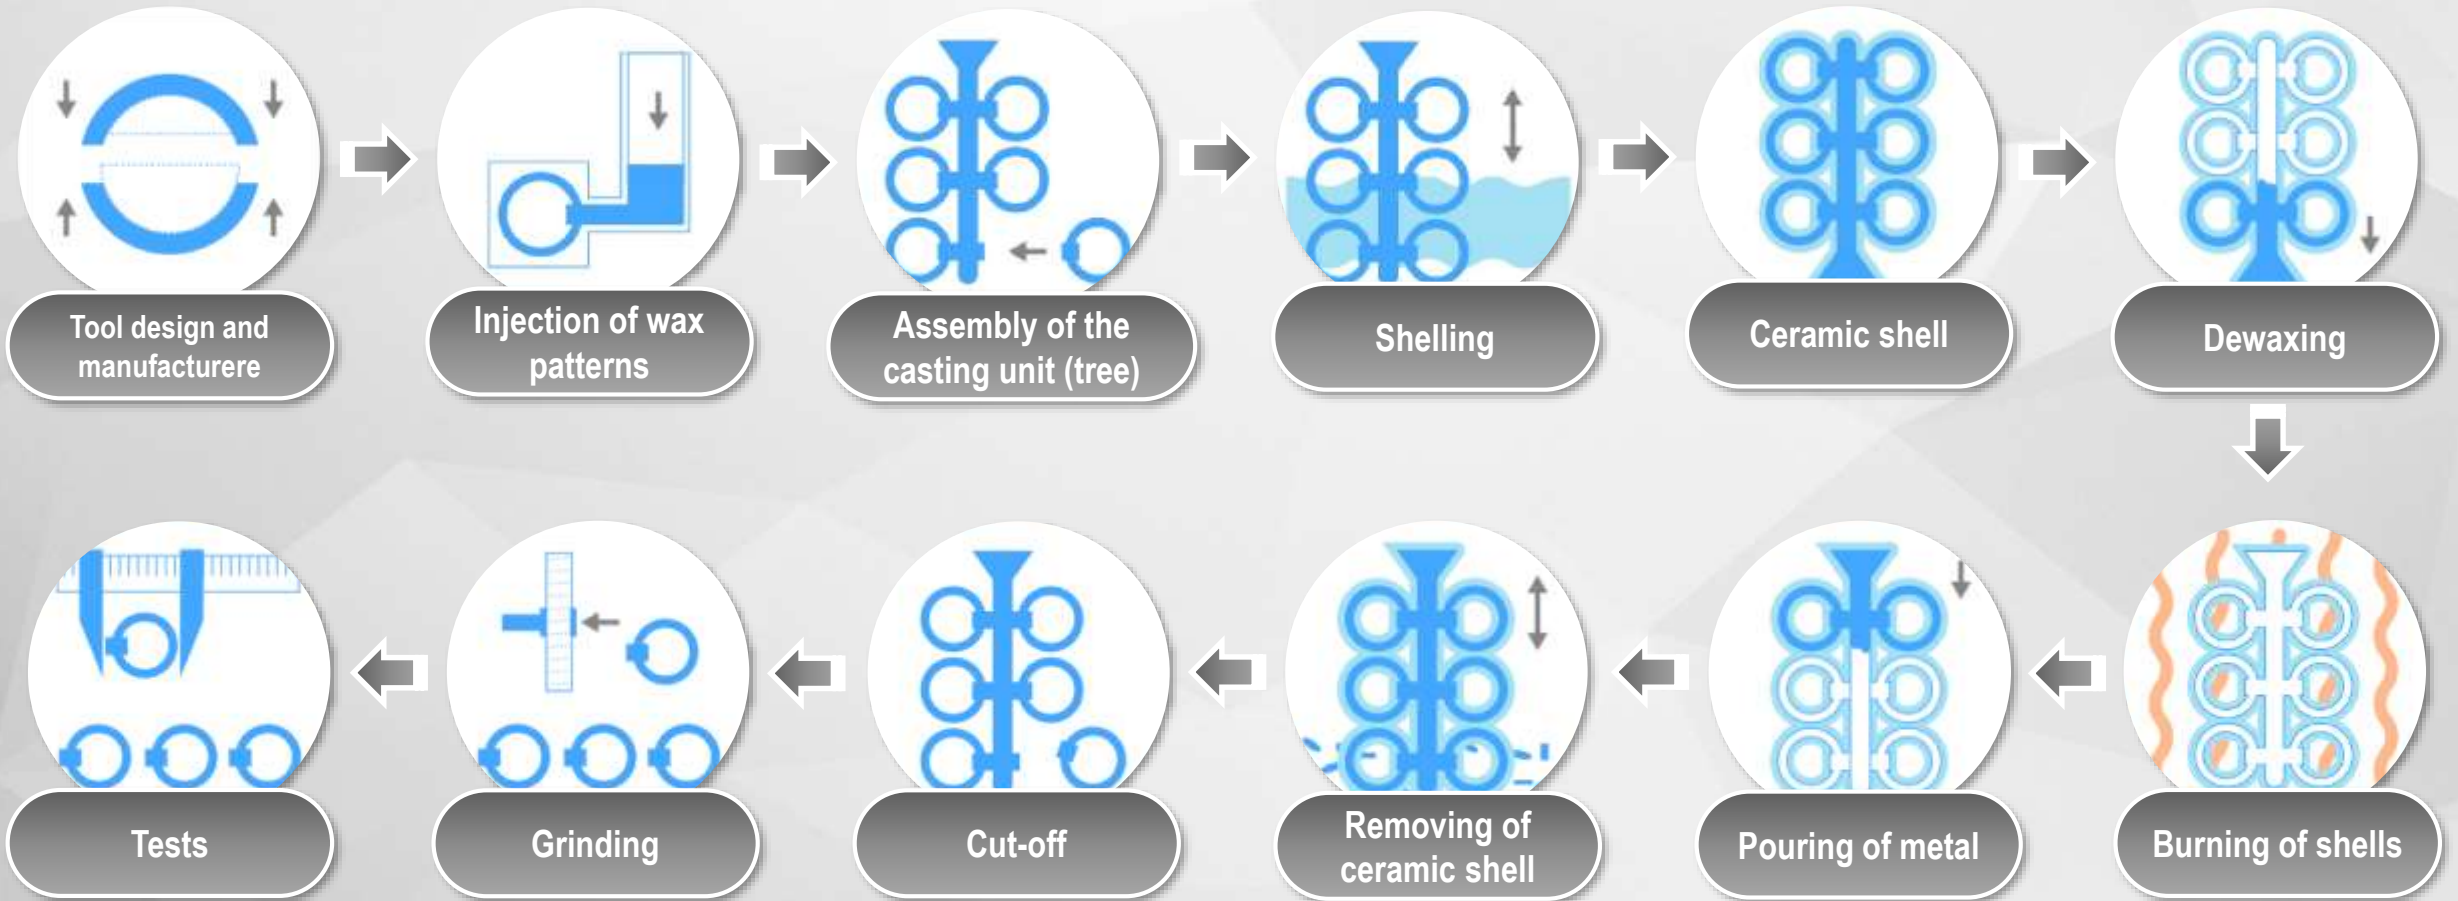 Tool design and
manufacturere
Injection of wax
patterns
Assembly of the
casting unit (tree)
Shelling
Ceramic shell
Dewaxing
Burning of shells
Pouring of metal
Removing of
ceramic shell
Cut-off
Grinding
Tests